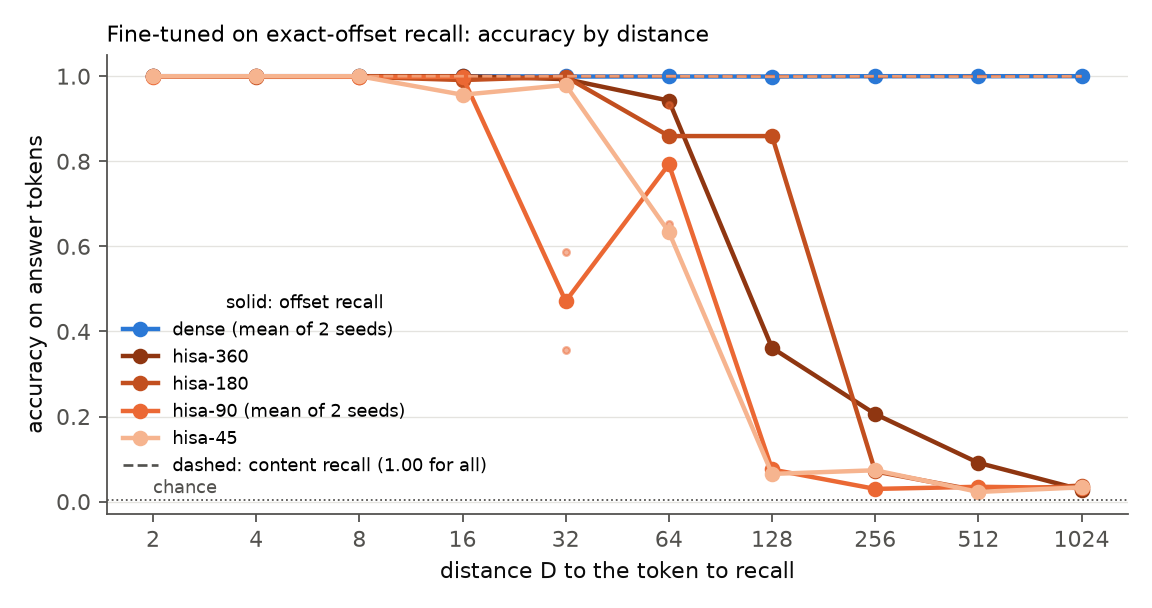 Fine-tuned on exact-offset recall: accuracy by distance
accuracy on answer tokens
1.0
0.8
0.6
0.4
0.2
0.0
solid: offset recall
dense (mean of 2 seeds)
hisa-360
hisa-180
hisa-90 (mean of 2 seeds)
hisa-45
dashed: content recall (1.00 for all)
chance
2 4 8 16 32 64 128 256 512 1024
distance D to the token to recall